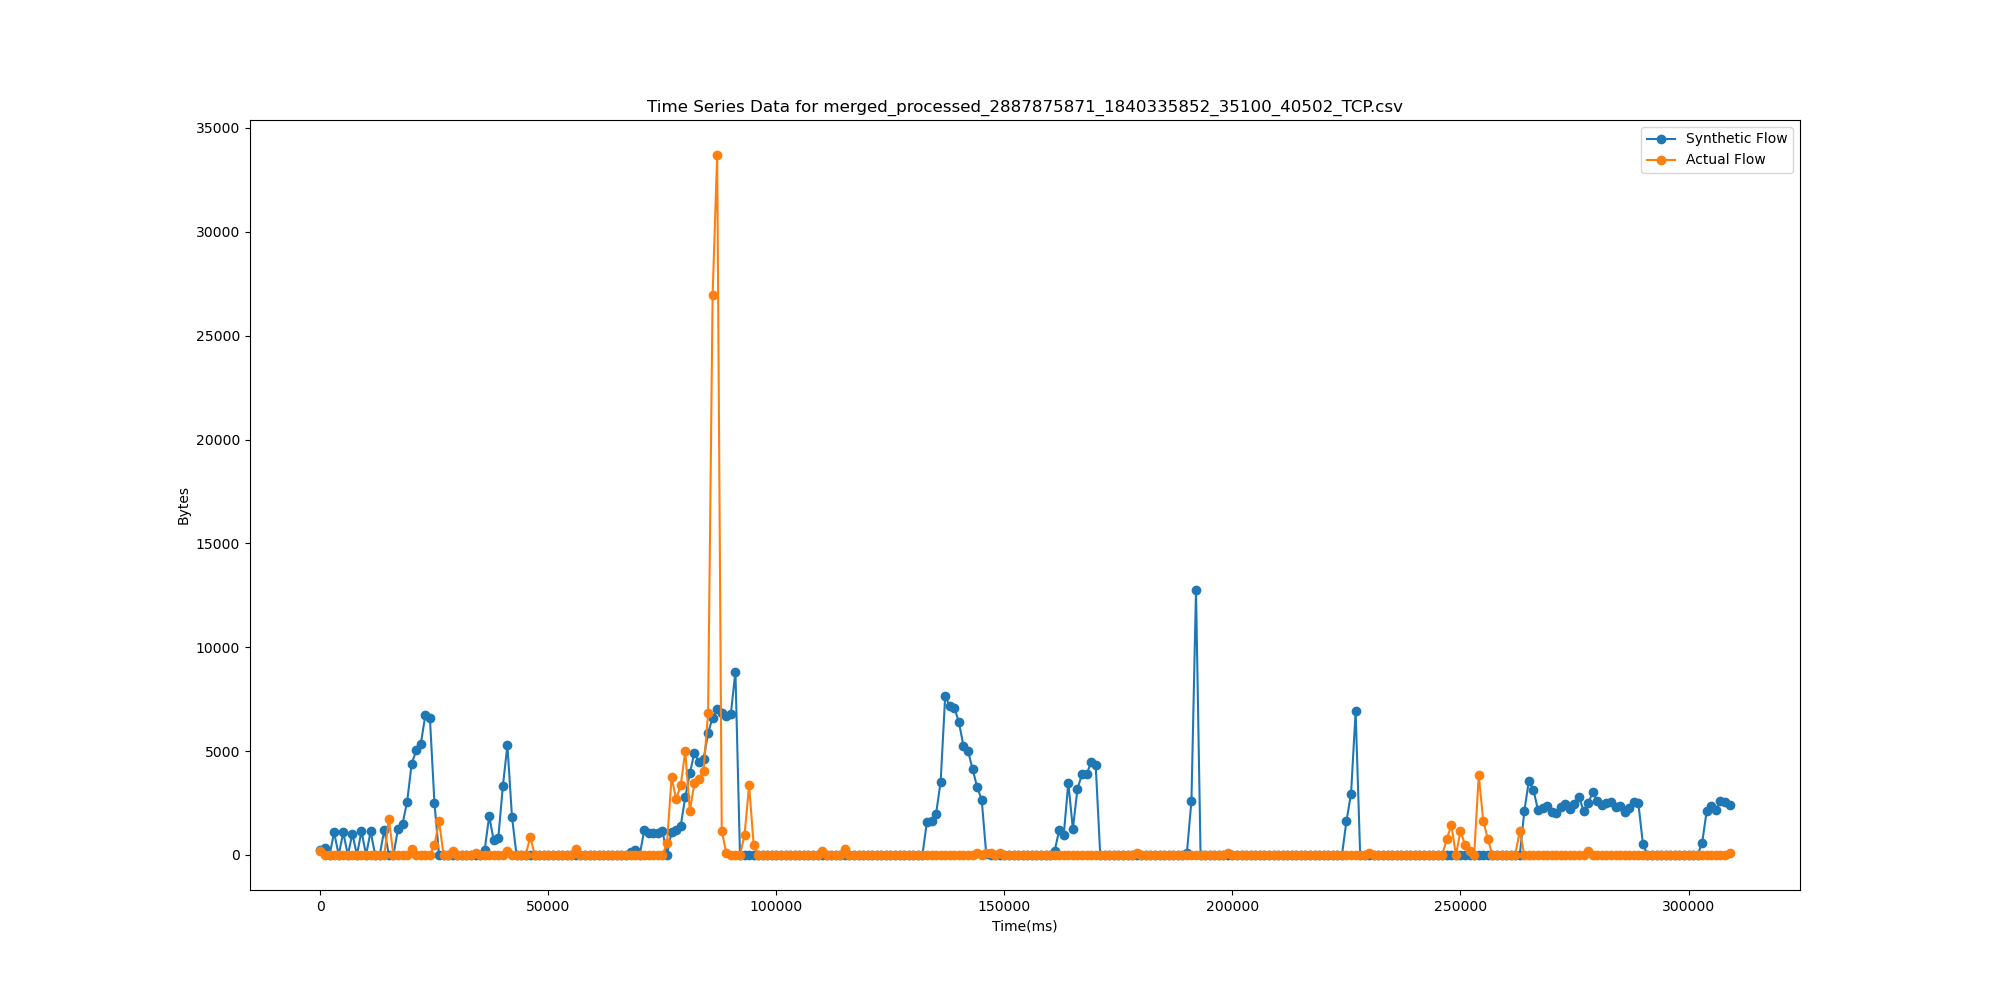 Time Series Data for merged_processed_2887875871_1840335852_35100_40502_TCP.csv
Synthetic Flow
Actual Flow
35000
30000
25000
20000
15000
10000
5000
0
Bytes
0 50000 100000 150000 200000 250000 300000
Time(ms)